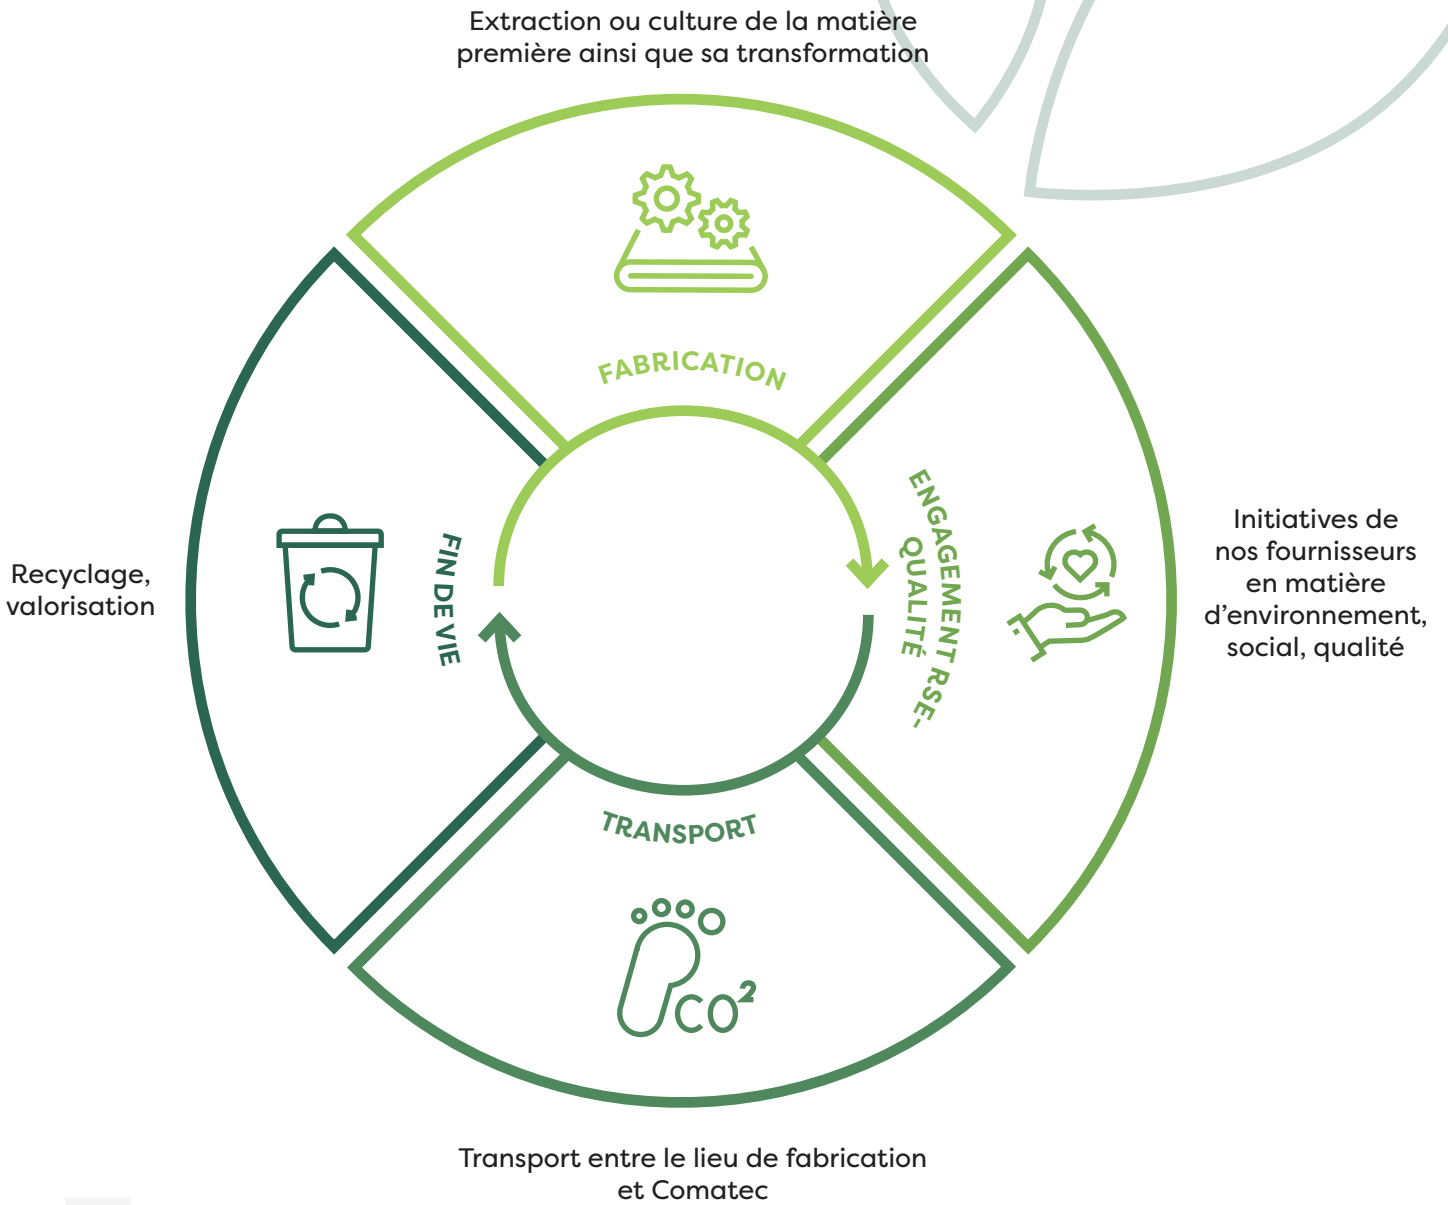 Extraction ou culture de la matière
première ainsi que sa transformation
FABRICATION
ENGAGEMENT RSE-
QUALITÉ
Initiatives de
nos fournisseurs
en matière
d'environnement,
social, qualité
FIN DE VIE
Recyclage,
valorisation
TRANSPORT
CO²
Transport entre le lieu de fabrication
et Comatec